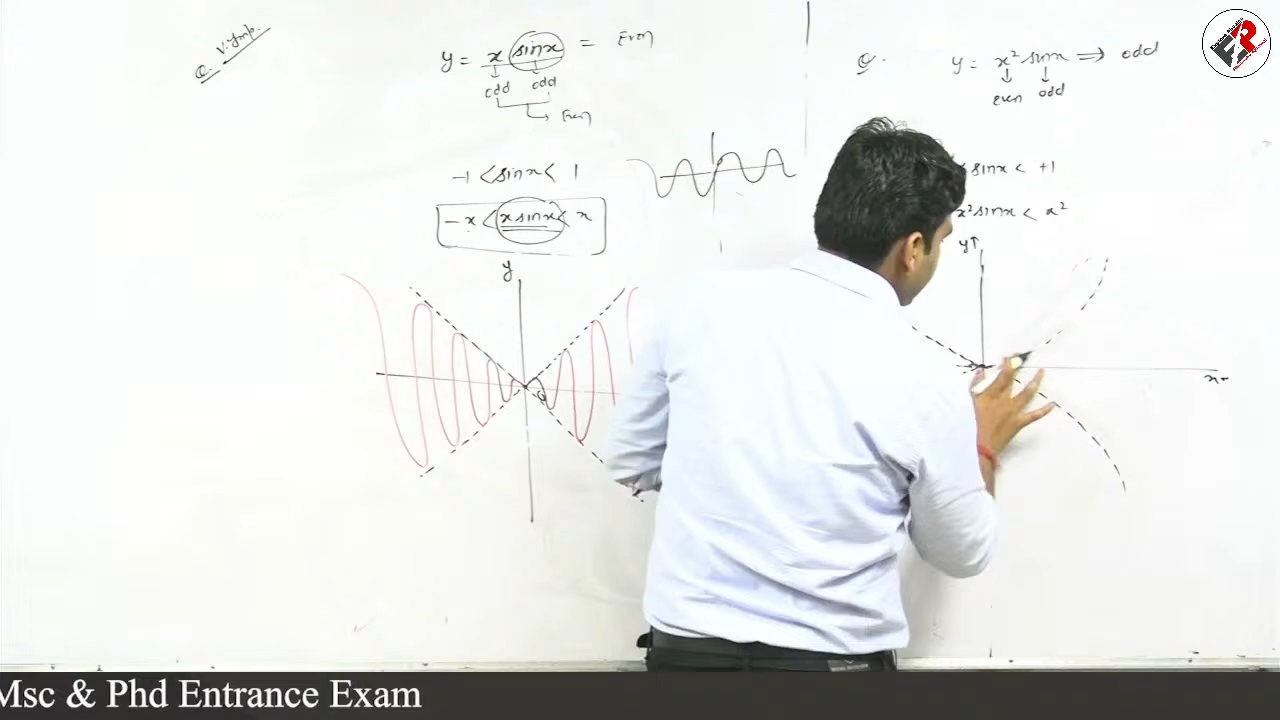 Q. V. Imp.
y = x sinx = Even
odd odd
Even
-1 < sinx < 1
-x < x sinx < x
y
Q. y = x² sinx ⇒ odd
even odd
< sinx < +1
x² sinx < x²
y↑
x→
Msc & Phd Entrance Exam